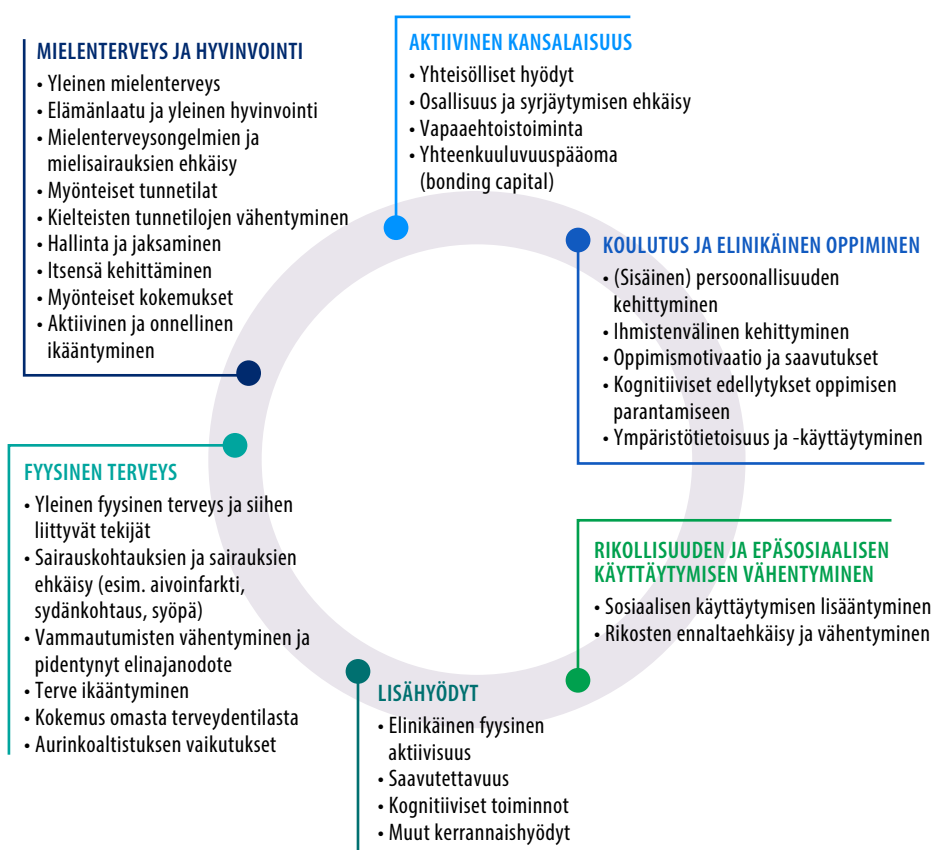 MIELENTERVEYS JA HYVINVOINTI
• Yleinen mielenterveys
• Elämänlaatu ja yleinen hyvinvointi
• Mielenterveysongelmien ja
mielisairauksien ehkäisy
• Myönteiset tunnetilat
• Kielteisten tunnetilojen vähentyminen
• Hallinta ja jaksaminen
• Itsensä kehittäminen
• Myönteiset kokemukset
• Aktiivinen ja onnellinen
ikääntyminen
AKTIIVINEN KANSALAISUUS
• Yhteisölliset hyödyt
• Osallisuus ja syrjäytymisen ehkäisy
• Vapaaehtoistoiminta
• Yhteenkuuluvuuspääoma
(bonding capital)
KOULUTUS JA ELINIKÄINEN OPPIMINEN
• (Sisäinen) persoonallisuuden
kehittyminen
• Ihmistenvälinen kehittyminen
• Oppimismotivaatio ja saavutukset
• Kognitiiviset edellytykset oppimisen
parantamiseen
• Ympäristötietoisuus ja -käyttäytyminen
FYYSINEN TERVEYS
• Yleinen fyysinen terveys ja siihen
liittyvät tekijät
• Sairauskohtauksien ja sairauksien
ehkäisy (esim. aivoinfarkti,
sydänkohtaus, syöpä)
• Vammautumisten vähentyminen ja
pidentynyt elinajanodote
• Terve ikääntyminen
• Kokemus omasta terveydentilasta
• Aurinkoaltistuksen vaikutukset
RIKOLLISUUDEN JA EPÄSOSIAALISEN
KÄYTTÄYTYMISEN VÄHENTYMINEN
• Sosiaalisen käyttäytymisen lisääntyminen
• Rikosten ennaltaehkäisy ja vähentyminen
LISÄHYÖDYT
• Elinikäinen fyysinen
aktiivisuus
• Saavutettavuus
• Kognitiiviset toiminnot
• Muut kerrannaishyödyt